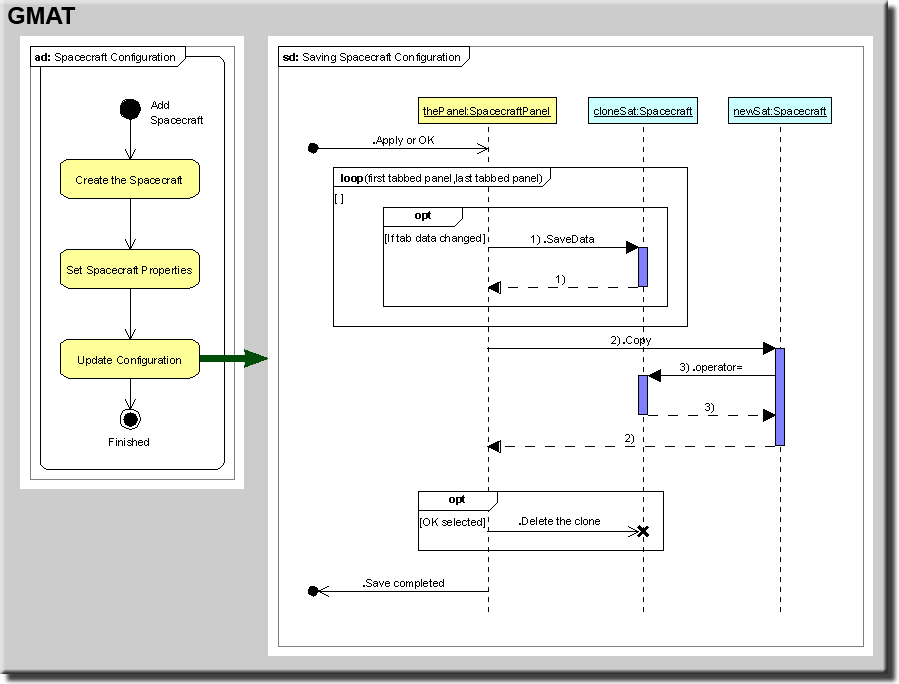 GMAT
ad: Spacecraft Configuration
Add
Spacecraft
Create the Spacecraft
Set Spacecraft Properties
Update Configuration
Finished
sd: Saving Spacecraft Configuration
thePanel:SpacecraftPanel
cloneSat:Spacecraft
newSat:Spacecraft
.Apply or OK
loop(first tabbed panel,last tabbed panel)
[ ]
opt
[If tab data changed]
1) .SaveData
1)
2) .Copy
3) .operator=
3)
2)
opt
[OK selected]
.Delete the clone
.Save completed